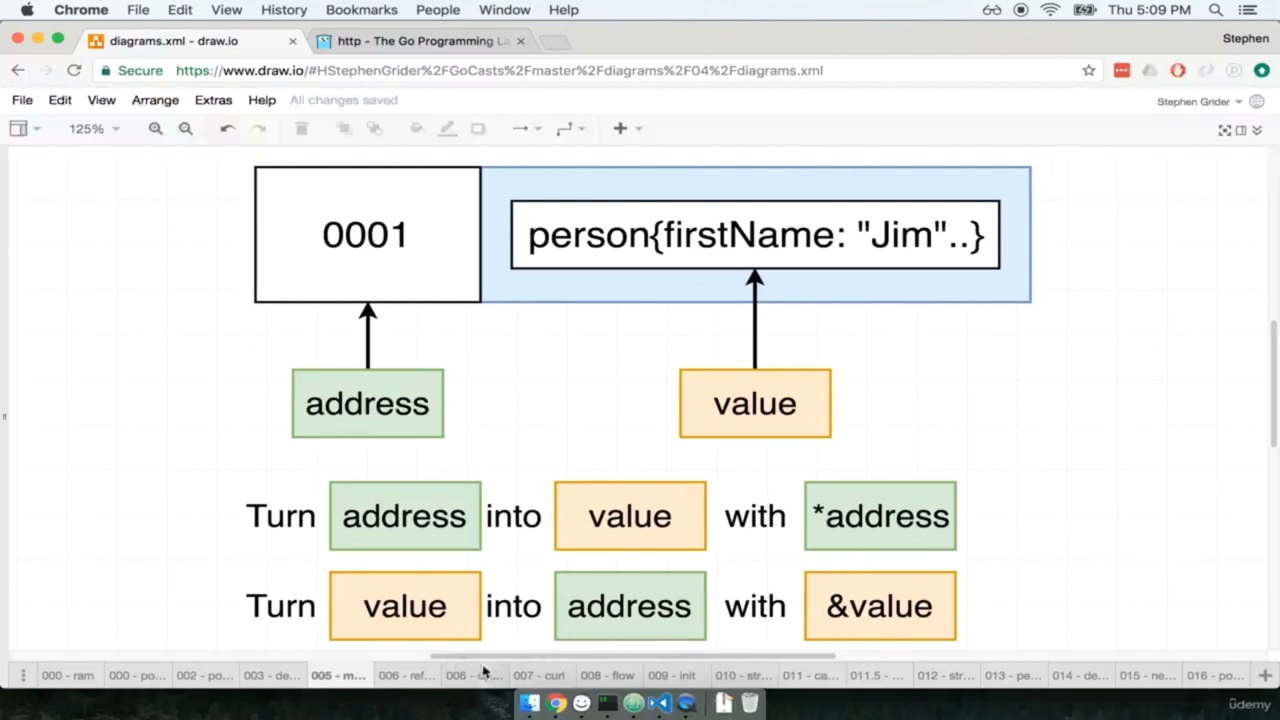 Chrome File Edit View History Bookmarks People Window Help Thu 5:09 PM
diagrams.xml - draw.io http - The Go Programming La Stephen
Secure https://www.draw.io/#HStephenGrider%2FGoCasts%2Fmaster%2Fdiagrams%2F04%2Fdiagrams.xml
File Edit View Arrange Extras Help All changes saved Stephen Grider
125%
0001 person{firstName: "Jim"..}
address value
Turn address into value with *address
Turn value into address with &value
000 - ram 000 - po... 002 - po... 003 - de... 005 - m... 006 - ref... 007 - curl 008 - flow 009 - init 010 - str... 011 - ca... 011.5 - ... 012 - str... 013 - pe... 014 - de... 015 - ne... 016 - po...
ûdemy